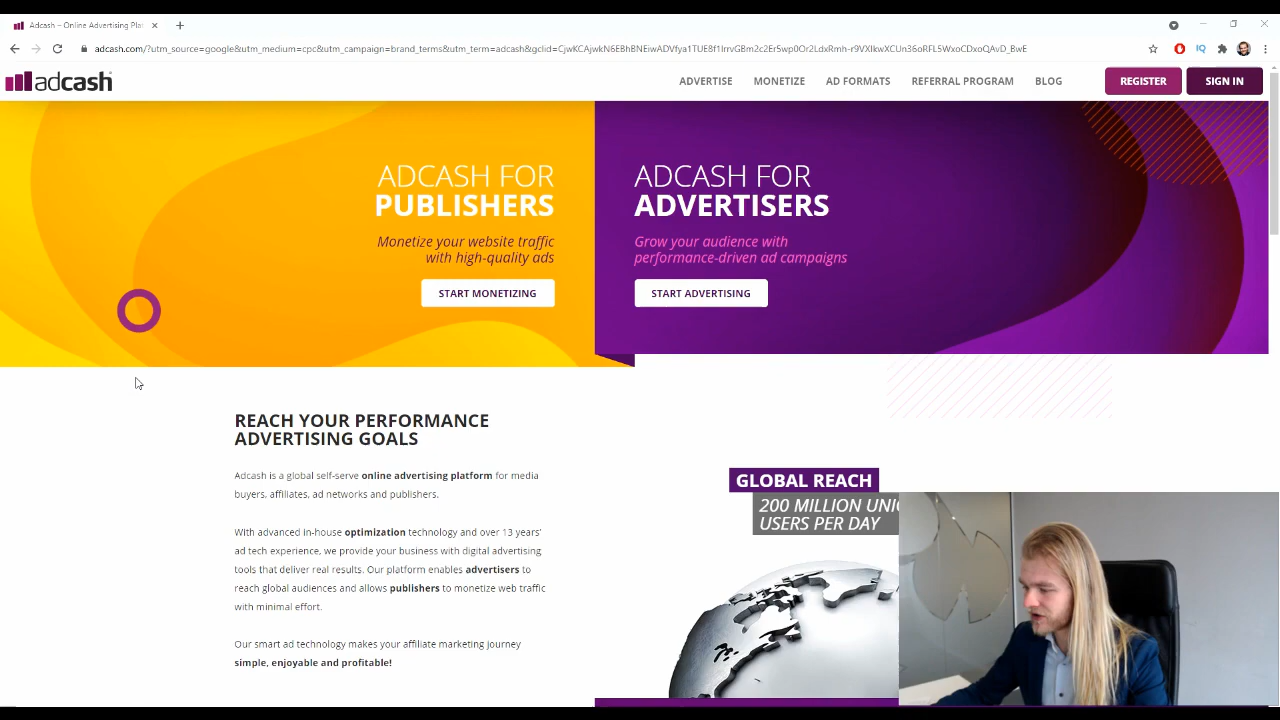 Adcash – Online Advertising Pla
adcash.com/?utm_source=google&utm_medium=cpc&utm_campaign=brand_terms&utm_term=adcash&gclid=CjwKCAjwkN6EBhBNEiwADVfya1TUE8f1IrrvGBm2c2Er5wp0Or2LdxRmh-r9VXIkwXCUn36oRFL5WxoCDxoQAvD_BwE
IQ
adcash
ADVERTISE
MONETIZE
AD FORMATS
REFERRAL PROGRAM
BLOG
REGISTER
SIGN IN
ADCASH FOR
PUBLISHERS
Monetize your website traffic
with high-quality ads
START MONETIZING
ADCASH FOR
ADVERTISERS
Grow your audience with
performance-driven ad campaigns
START ADVERTISING
REACH YOUR PERFORMANCE
ADVERTISING GOALS
Adcash is a global self-serve online advertising platform for media
buyers, affiliates, ad networks and publishers.
With advanced in-house optimization technology and over 13 years'
ad tech experience, we provide your business with digital advertising
tools that deliver real results. Our platform enables advertisers to
reach global audiences and allows publishers to monetize web traffic
with minimal effort.
Our smart ad technology makes your affiliate marketing journey
simple, enjoyable and profitable!
GLOBAL REACH
200 MILLION UNI
USERS PER DAY